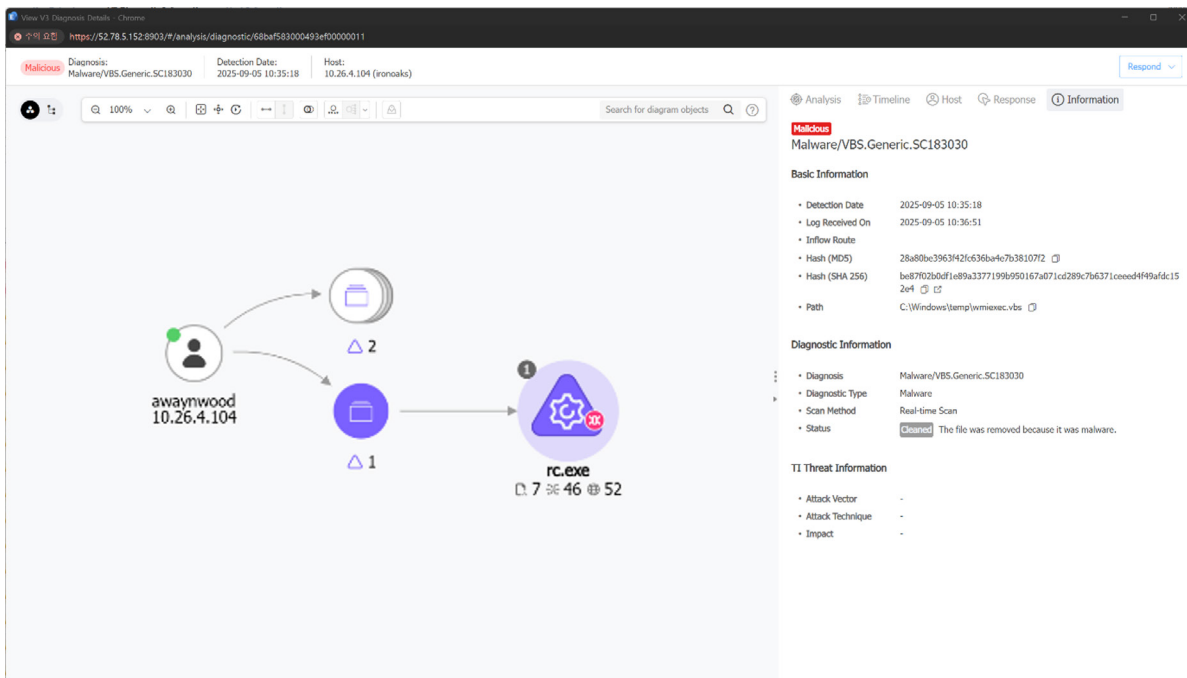 View V3 Diagnosis Details - Chrome
주의 요함 https://52.78.5.152:8903/#/analysis/diagnostic/68baf583000493ef00000011
Malicious
Diagnosis:
Malware/VBS.Generic.SC183030
Detection Date:
2025-09-05 10:35:18
Host:
10.26.4.104 (ironoaks)
Respond
100%
Search for diagram objects
Analysis Timeline Host Response Information
awaynwood
10.26.4.104
2
1
1
rc.exe
7 46 52
Malicious
Malware/VBS.Generic.SC183030
Basic Information
• Detection Date 2025-09-05 10:35:18
• Log Received On 2025-09-05 10:36:51
• Inflow Route
• Hash (MD5) 28a80be3963f42fc636ba4e7b38107f2
• Hash (SHA 256) be87f02b0df1e89a3377199b950167a071cd289c7b6371ceeed4f49afdc15
2e4
• Path C:\Windows\temp\wmiexec.vbs
Diagnostic Information
• Diagnosis Malware/VBS.Generic.SC183030
• Diagnostic Type Malware
• Scan Method Real-time Scan
• Status Cleaned The file was removed because it was malware.
TI Threat Information
• Attack Vector -
• Attack Technique -
• Impact -